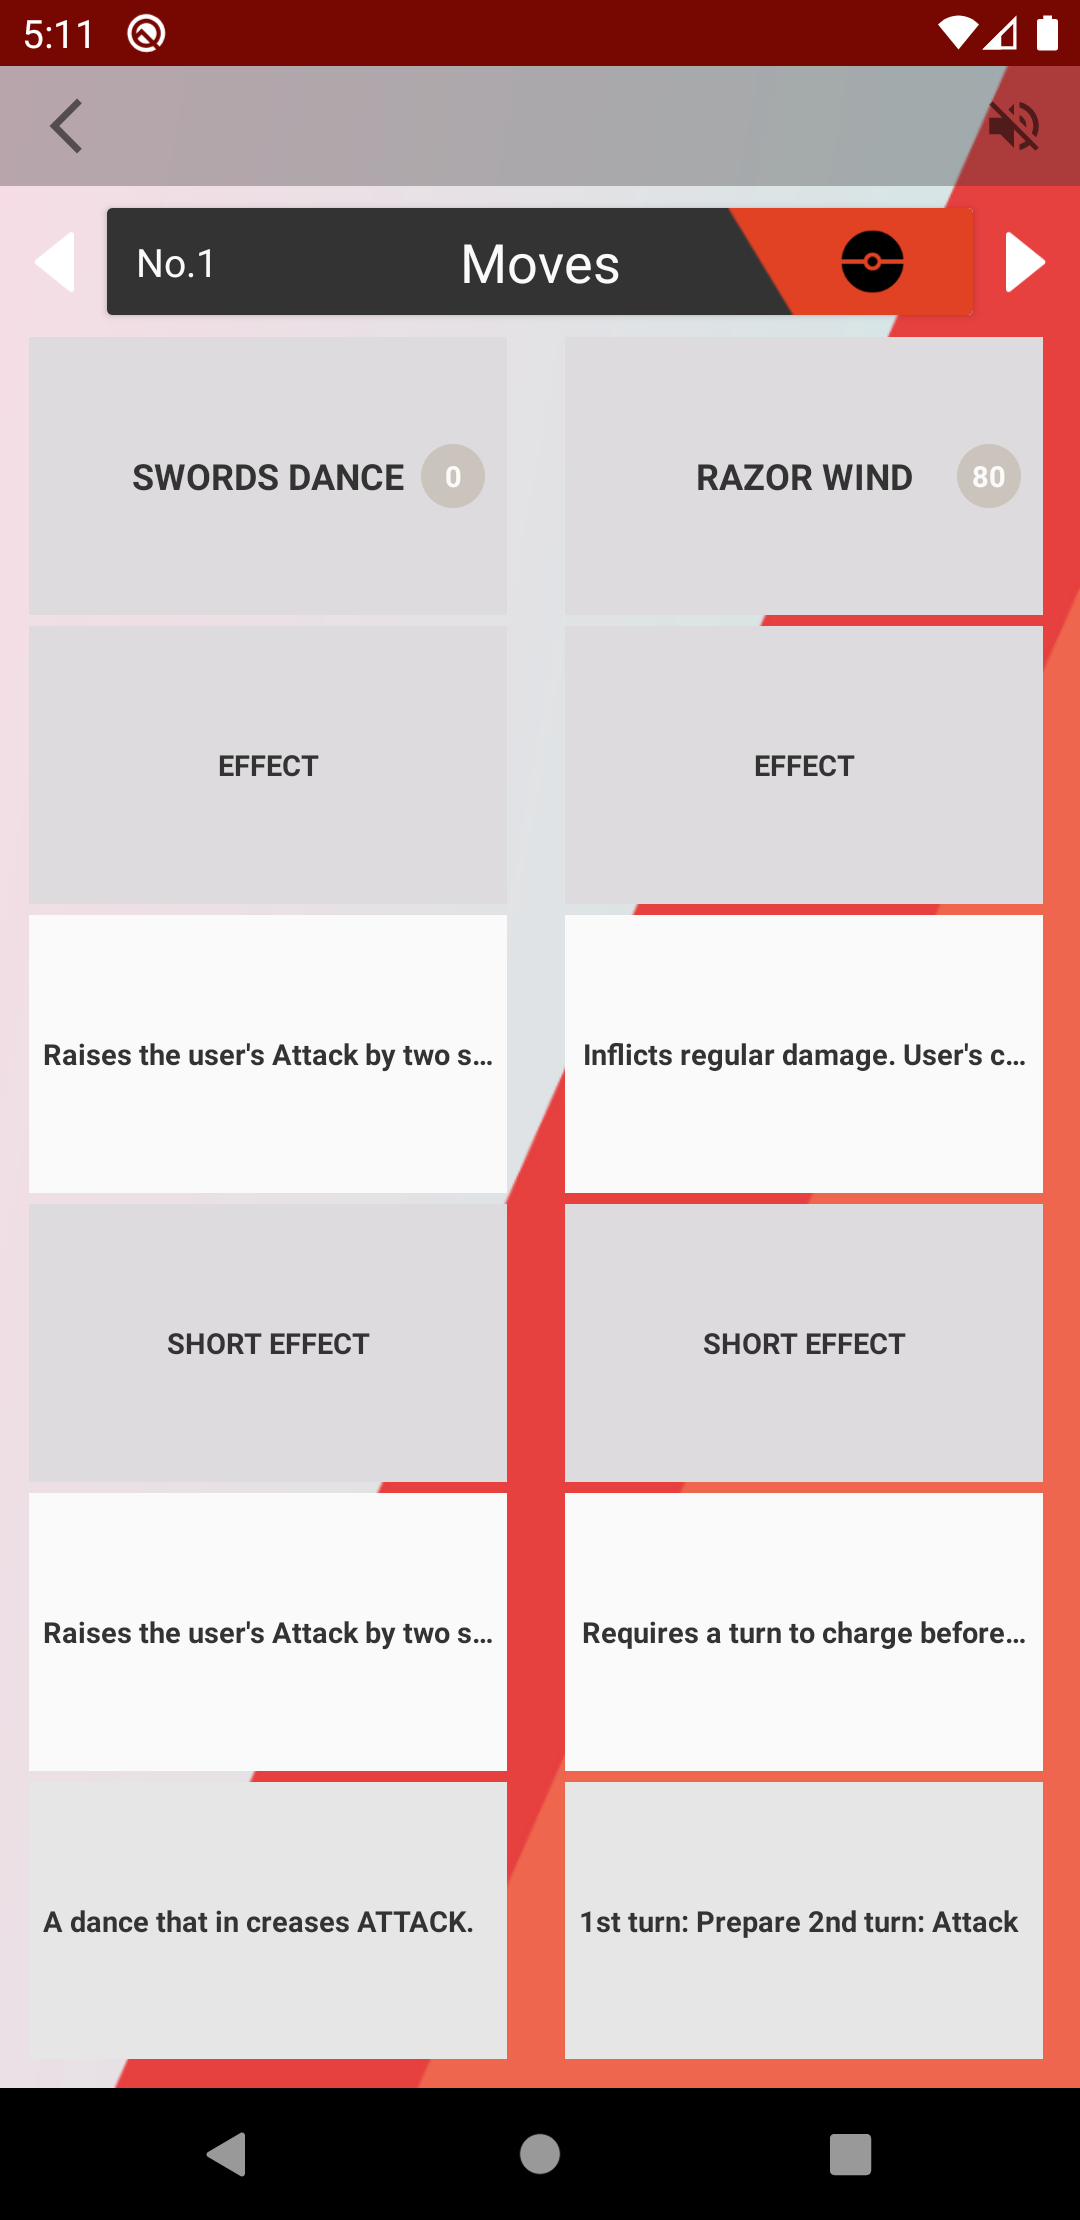 5:11
No.1 Moves
SWORDS DANCE 0
RAZOR WIND 80
EFFECT
EFFECT
Raises the user's Attack by two s...
Inflicts regular damage. User's c...
SHORT EFFECT
SHORT EFFECT
Raises the user's Attack by two s...
Requires a turn to charge before...
A dance that in creases ATTACK.
1st turn: Prepare 2nd turn: Attack